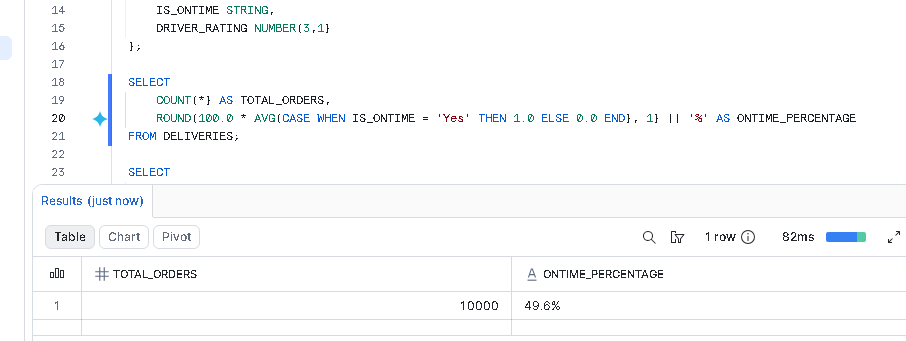 14 IS_ONTIME STRING,
15 DRIVER_RATING NUMBER(3,1}
16 };
17
18 SELECT
19 COUNT(*} AS TOTAL_ORDERS,
20 ROUND(100.0 * AVG(CASE WHEN IS_ONTIME = 'Yes' THEN 1.0 ELSE 0.0 END}, 1} || '%' AS ONTIME_PERCENTAGE
21 FROM DELIVERIES;
22
23 SELECT
Results (just now)
Table Chart Pivot 1 row 82ms
TOTAL_ORDERS ONTIME_PERCENTAGE
1 10000 49.6%